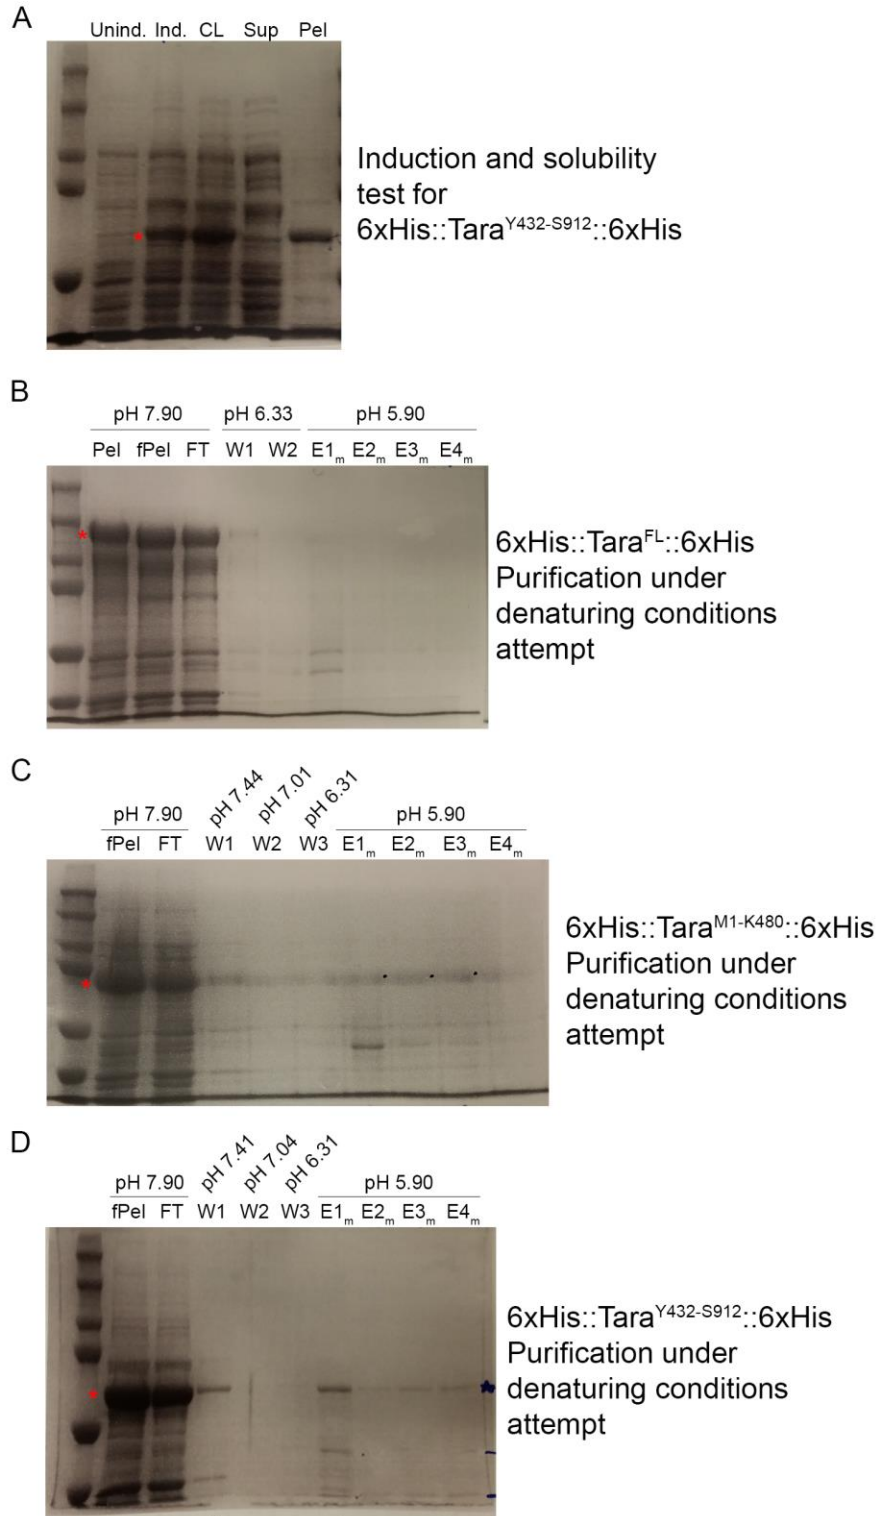 A
Unind. Ind. CL Sup Pel
Induction and solubility
test for
6xHis::Tara^Y432-S912::6xHis
B
pH 7.90 pH 6.33 pH 5.90
Pel fPel FT W1 W2 E1m E2m E3m E4m
6xHis::Tara^FL::6xHis
Purification under
denaturing conditions
attempt
C
pH 7.44 pH 7.01 pH 6.31
pH 7.90 pH 5.90
fPel FT W1 W2 W3 E1m E2m E3m E4m
6xHis::Tara^M1-K480::6xHis
Purification under
denaturing conditions
attempt
D
pH 7.41 pH 7.04 pH 6.31
pH 7.90 pH 5.90
fPel FT W1 W2 W3 E1m E2m E3m E4m
6xHis::Tara^Y432-S912::6xHis
Purification under
denaturing conditions
attempt